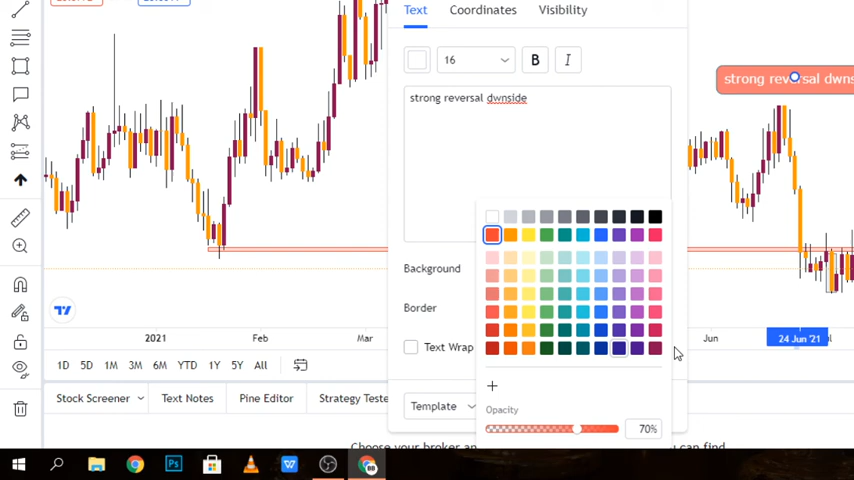 Text Coordinates Visibility
16 B I
strong reversal dwnside
strong reversal dwns
Background
Border
Text Wrap
2021 Feb Mar Jun 24 Jun '21
1D 5D 1M 3M 6M YTD 1Y 5Y All
Stock Screener Text Notes Pine Editor Strategy Teste
Template
Opacity
70%
Choose your broker an
can find
BB